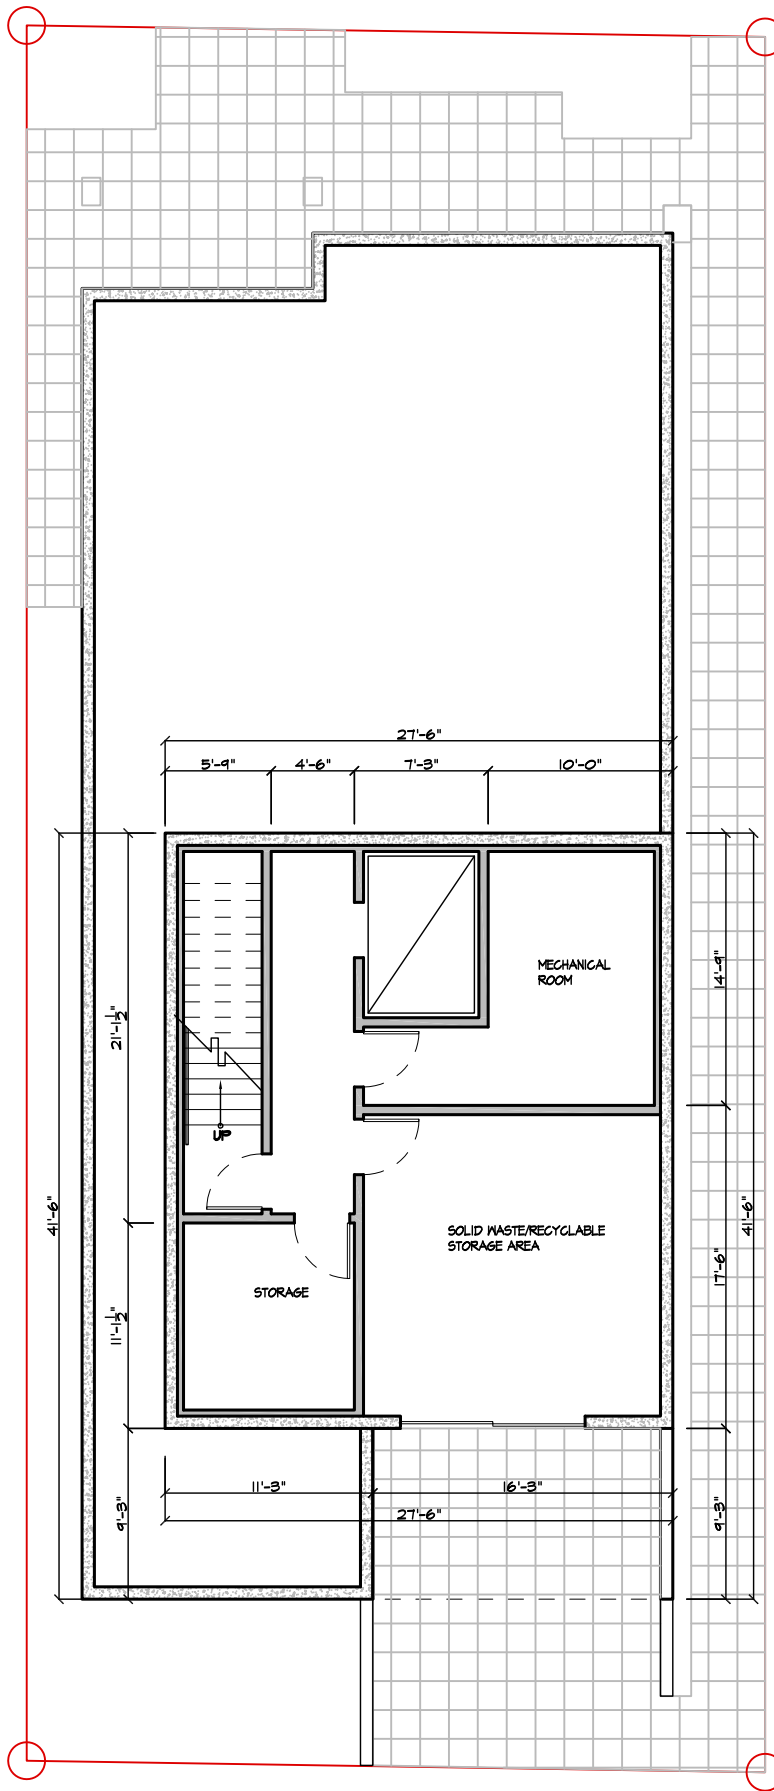 27'-6"
5'-9"
4'-6"
7'-3"
10'-0"
MECHANICAL
ROOM
14'-9"
21'-1½"
UP
41'-6"
41'-6"
SOLID WASTE/RECYCLABLE
STORAGE AREA
17'-6"
STORAGE
11'-1½"
11'-3"
16'-3"
9'-3"
9'-3"
27'-6"